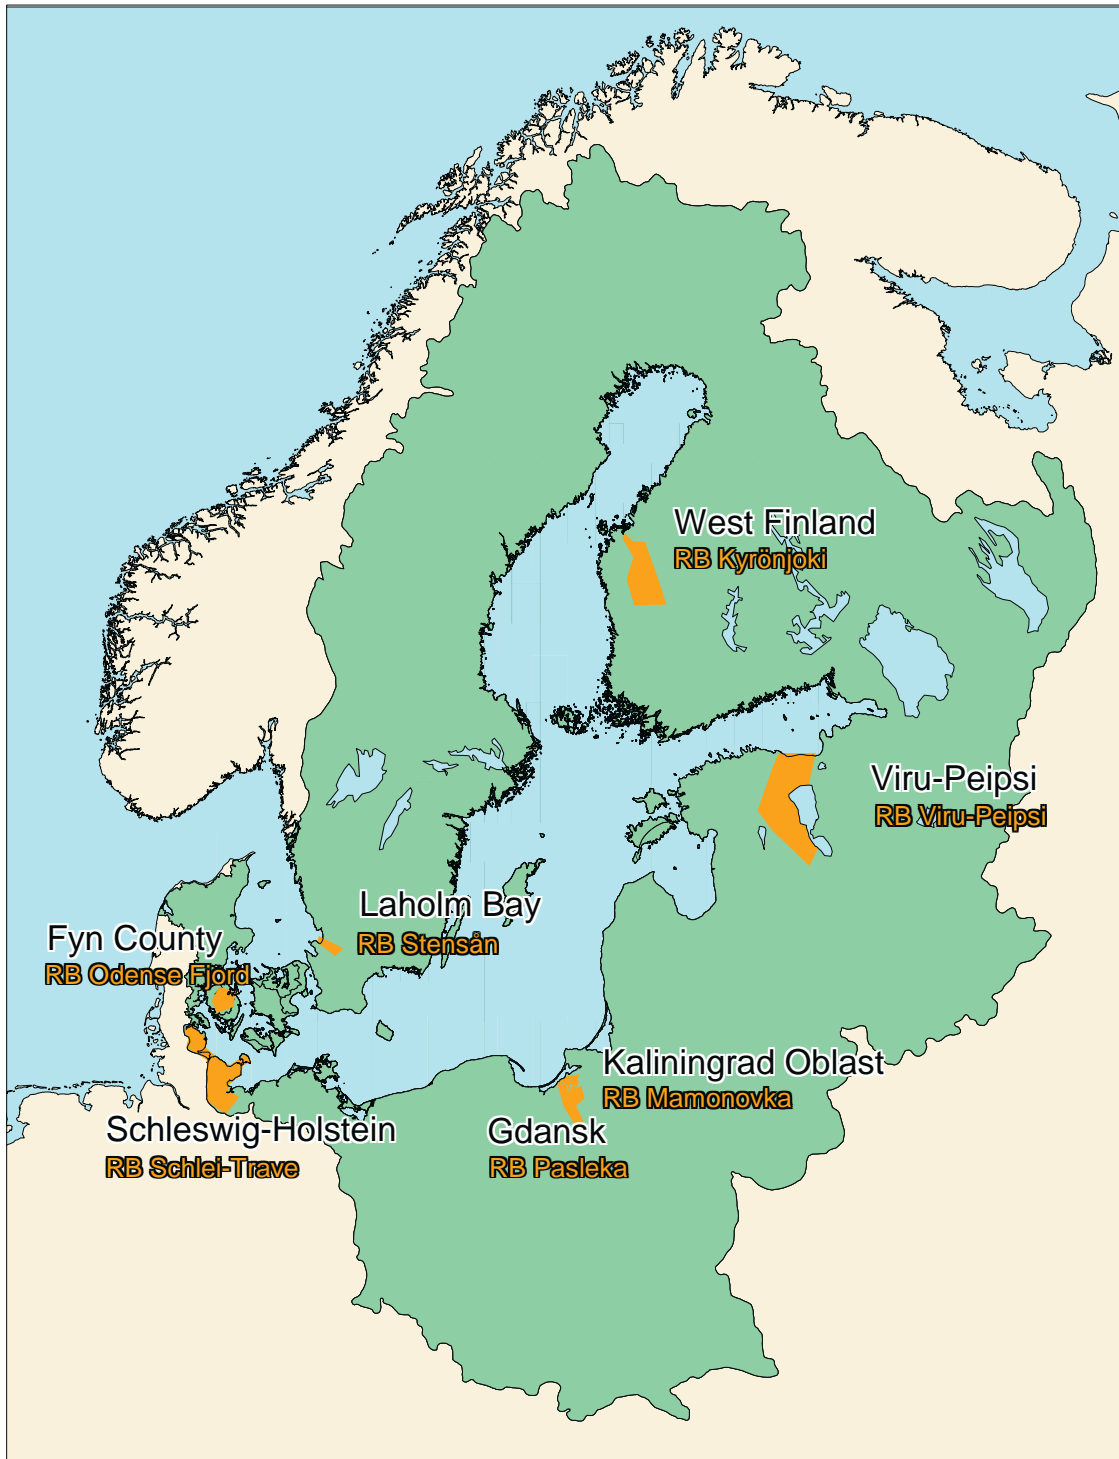 West Finland
RB Kyrönjoki
Viru-Peipsi
RB Viru-Peipsi
Laholm Bay
RB Stensån
Fyn County
RB Odense Fjord
Kaliningrad Oblast
RB Mamonovka
Schleswig-Holstein
RB Schlei-Trave
Gdansk
RB Pasleka